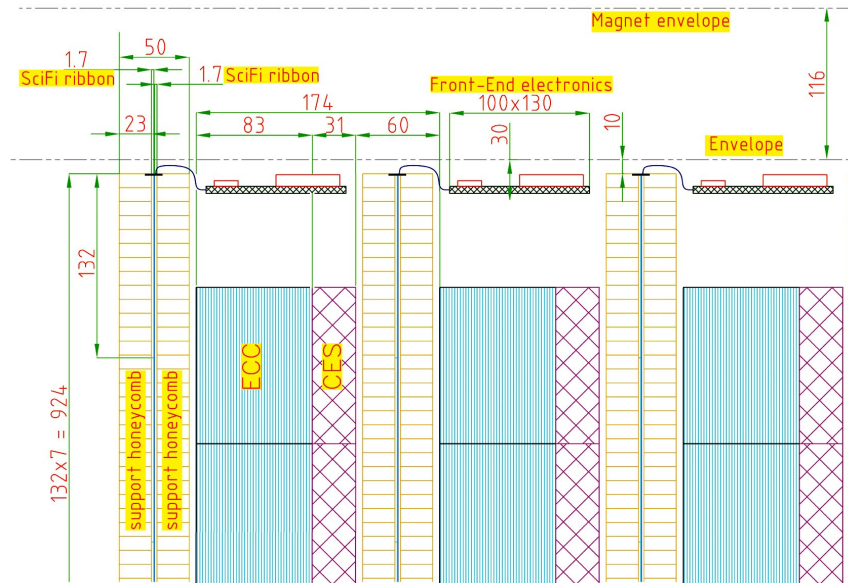 Magnet envelope
50
1.7
SciFi ribbon
1.7
SciFi ribbon
Front-End electronics
100x130
116
174
23
83
31
60
30
10
Envelope
132
ECC
CES
support honeycomb
support honeycomb
132x7 = 924